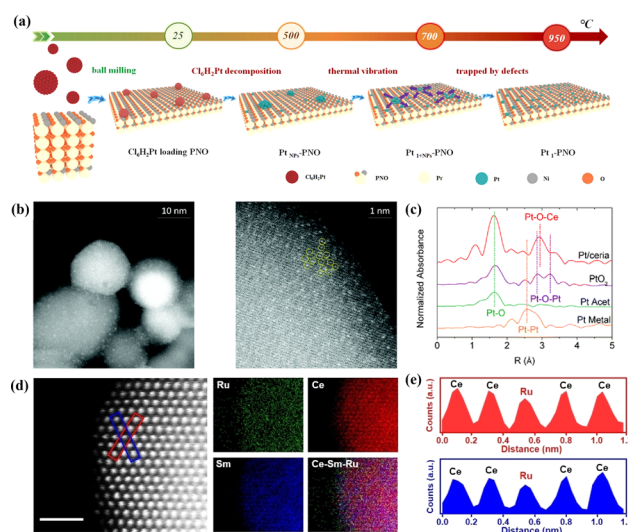 (a)
°C
25
500
700
950
ball milling
Cl₆H₂Pt decomposition
thermal vibration
trapped by defects
Cl₆H₂Pt loading PNO
Pt NPs-PNO
Pt 1+NPs-PNO
Pt 1-PNO
Cl₆H₂Pt
PNO
Pr
Pt
Ni
O
(b)
10 nm
1 nm
(c)
Normalized Absorbance
Pt-O-Ce
Pt/ceria
PtO₂
Pt-O-Pt
Pt Acet
Pt-O
Pt-Pt
Pt Metal
0 1 2 3 4 5
R (Å)
(d)
Ru
Ce
Sm
Ce-Sm-Ru
(e)
Counts (a.u.)
Ce Ce Ru Ce Ce
0.0 0.2 0.4 0.6 0.8 1.0 1.
Distance (nm)
Counts (a.u.)
Ce Ce Ru Ce Ce
0.0 0.2 0.4 0.6 0.8 1.0 1.
Distance (nm)